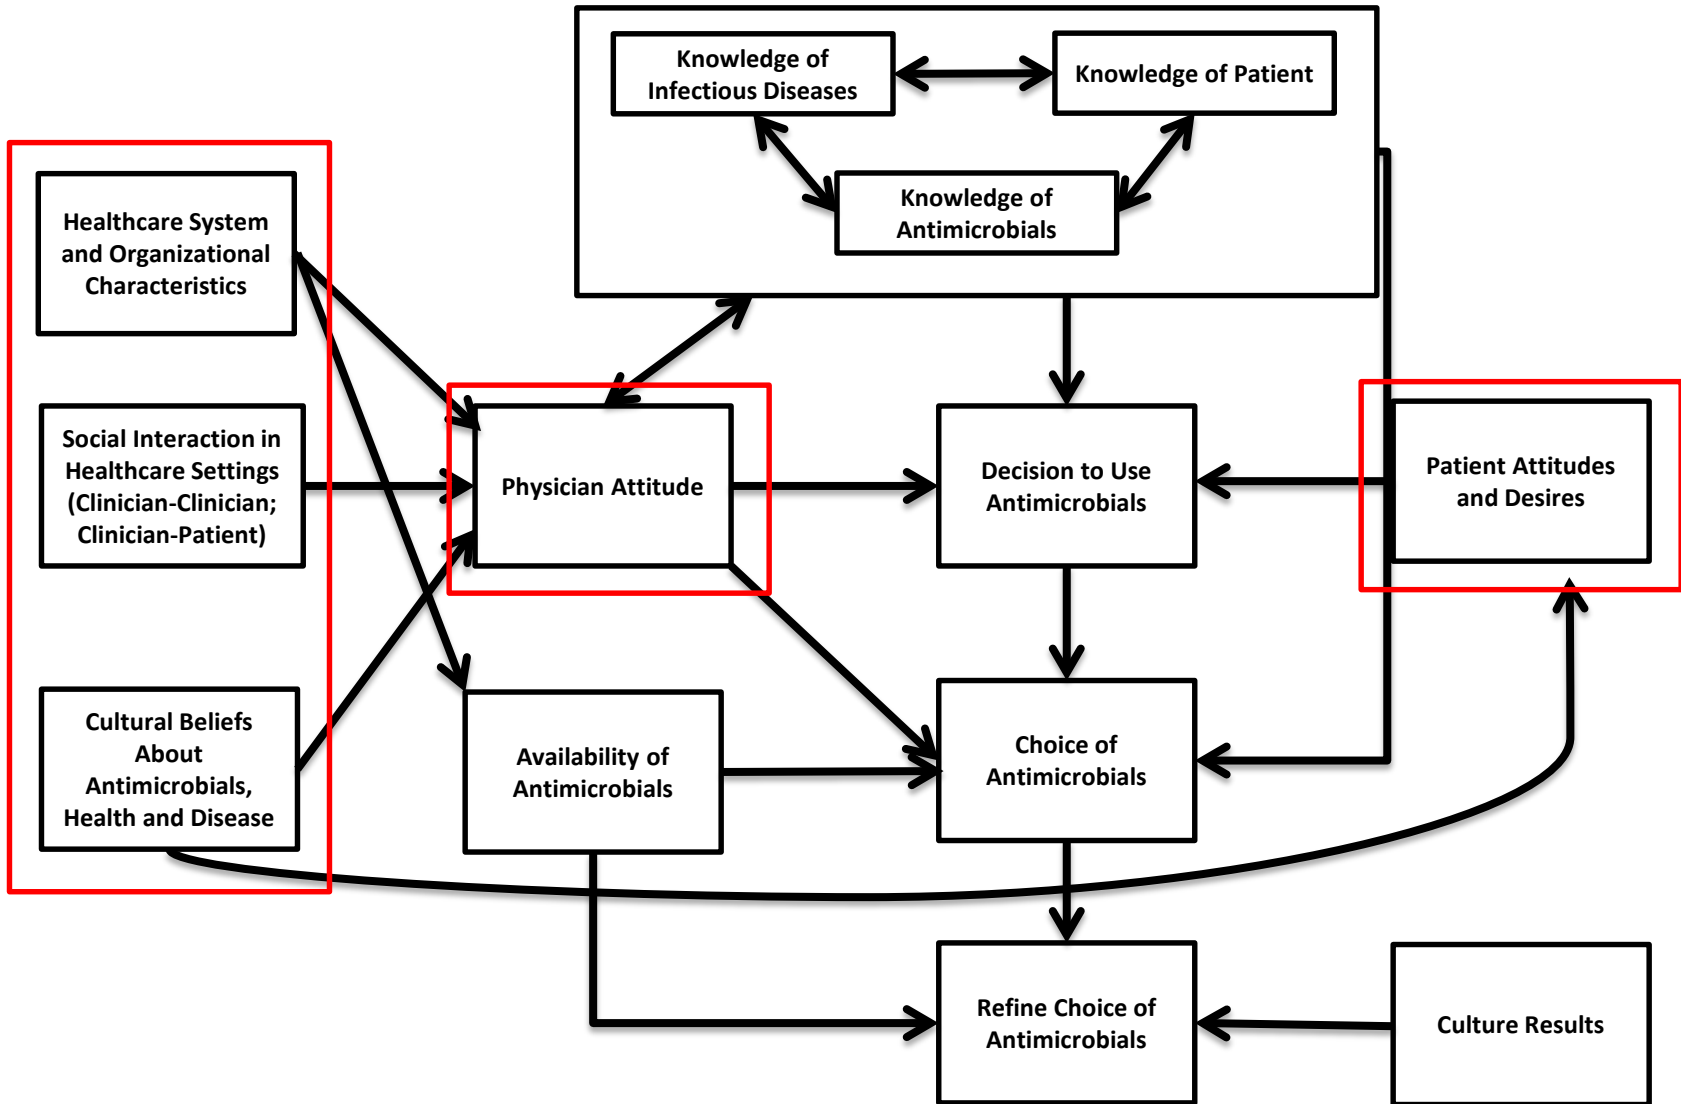 Knowledge of
Infectious Diseases
Knowledge of Patient
Knowledge of
Antimicrobials
Healthcare System
and Organizational
Characteristics
Social Interaction in
Healthcare Settings
(Clinician-Clinician;
Clinician-Patient)
Physician Attitude
Decision to Use
Antimicrobials
Patient Attitudes
and Desires
Cultural Beliefs
About
Antimicrobials,
Health and Disease
Availability of
Antimicrobials
Choice of
Antimicrobials
Refine Choice of
Antimicrobials
Culture Results